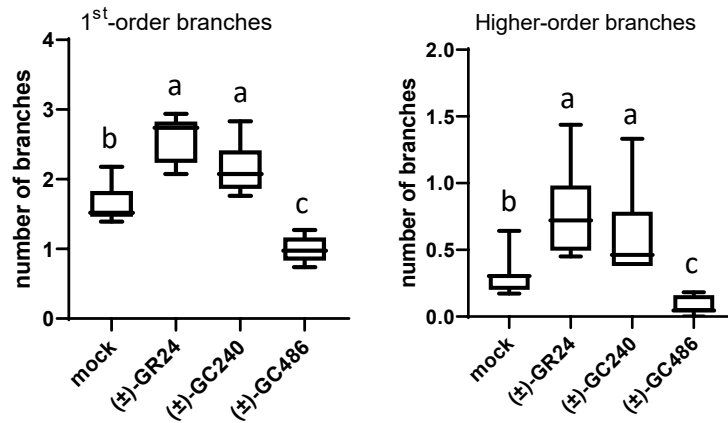 1st-order branches
number of branches
4
3
2
1
0
b
a
a
c
mock
(±)-GR24
(±)-GC240
(±)-GC486
Higher-order branches
number of branches
2.0
1.5
1.0
0.5
0.0
b
a
a
c
mock
(±)-GR24
(±)-GC240
(±)-GC486